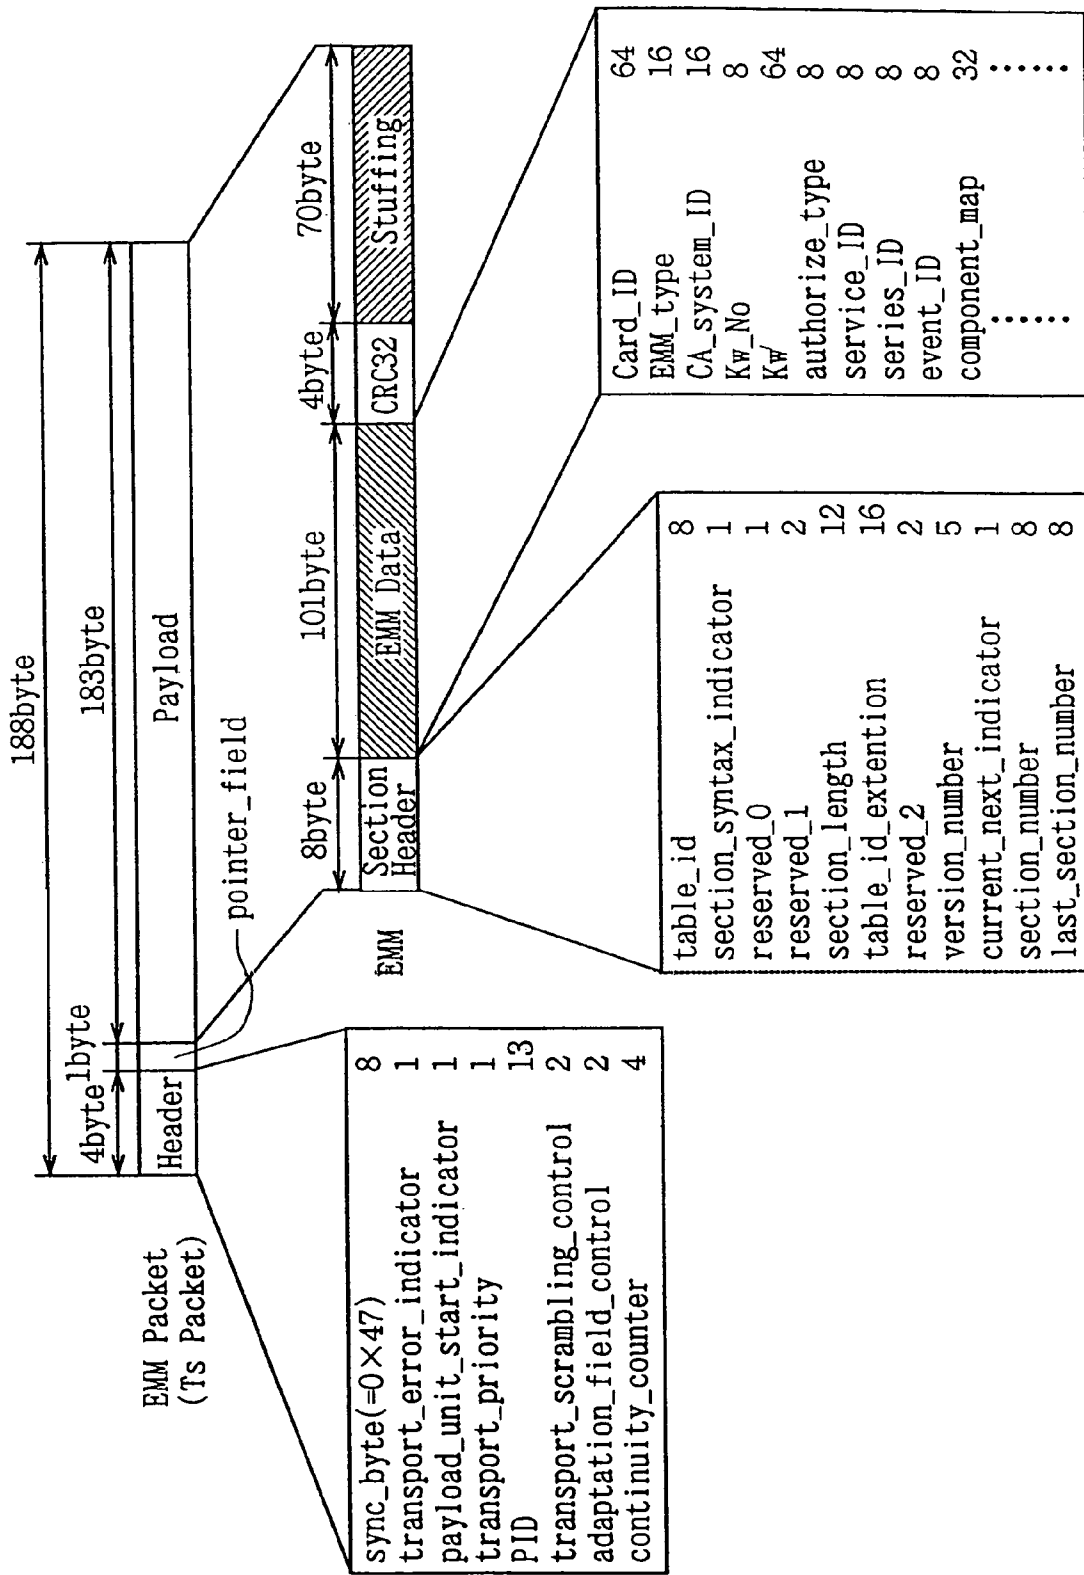 188byte
4byte 1byte 183byte
EMM Packet
(Ts Packet)
Header
Payload
pointer_field
8byte 101byte 4byte 70byte
EMM
Section
Header
EMM Data
CRC32
Stuffing
sync_byte(=0×47) 8
transport_error_indicator 1
payload_unit_start_indicator 1
transport_priority 1
PID 13
transport_scrambling_control 2
adaptation_field_control 2
continuity_counter 4
table_id 8
section_syntax_indicator 1
reserved_0 1
reserved_1 2
section_length 12
table_id_extention 16
reserved_2 2
version_number 5
current_next_indicator 1
section_number 8
last_section_number 8
Card_ID 64
EMM_type 16
CA_system_ID 16
Kw_No 8
Kw 64
authorize_type 8
service_ID 8
series_ID 8
event_ID 8
component_map 32
...... ......